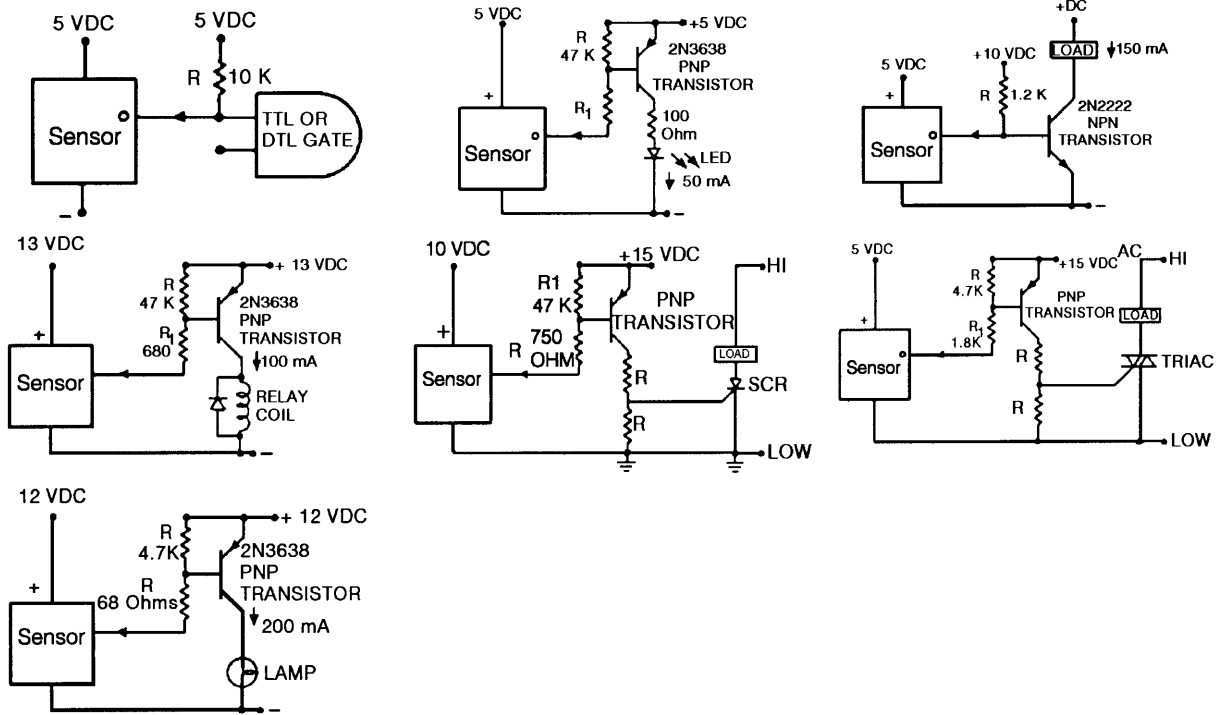 5 VDC
5 VDC
R
10 K
Sensor
TTL OR
DTL GATE
–
5 VDC
+5 VDC
R
47 K
2N3638
PNP
TRANSISTOR
+
R1
100
Ohm
Sensor
LED
50 mA
–
+DC
LOAD
150 mA
+10 VDC
5 VDC
+
R
1.2 K
2N2222
NPN
TRANSISTOR
Sensor
–
13 VDC
+ 13 VDC
R
47 K
2N3638
PNP
TRANSISTOR
+
R1
680
100 mA
Sensor
RELAY
COIL
–
10 VDC
+15 VDC
HI
R1
47 K
PNP
TRANSISTOR
+
750
OHM
R
LOAD
Sensor
R
SCR
R
LOW
5 VDC
+15 VDC
AC
HI
R
4.7K
PNP
TRANSISTOR
+
R1
1.8K
LOAD
Sensor
R
TRIAC
R
LOW
12 VDC
+ 12 VDC
R
4.7K
2N3638
PNP
TRANSISTOR
+
R
68 Ohms
200 mA
Sensor
LAMP
–